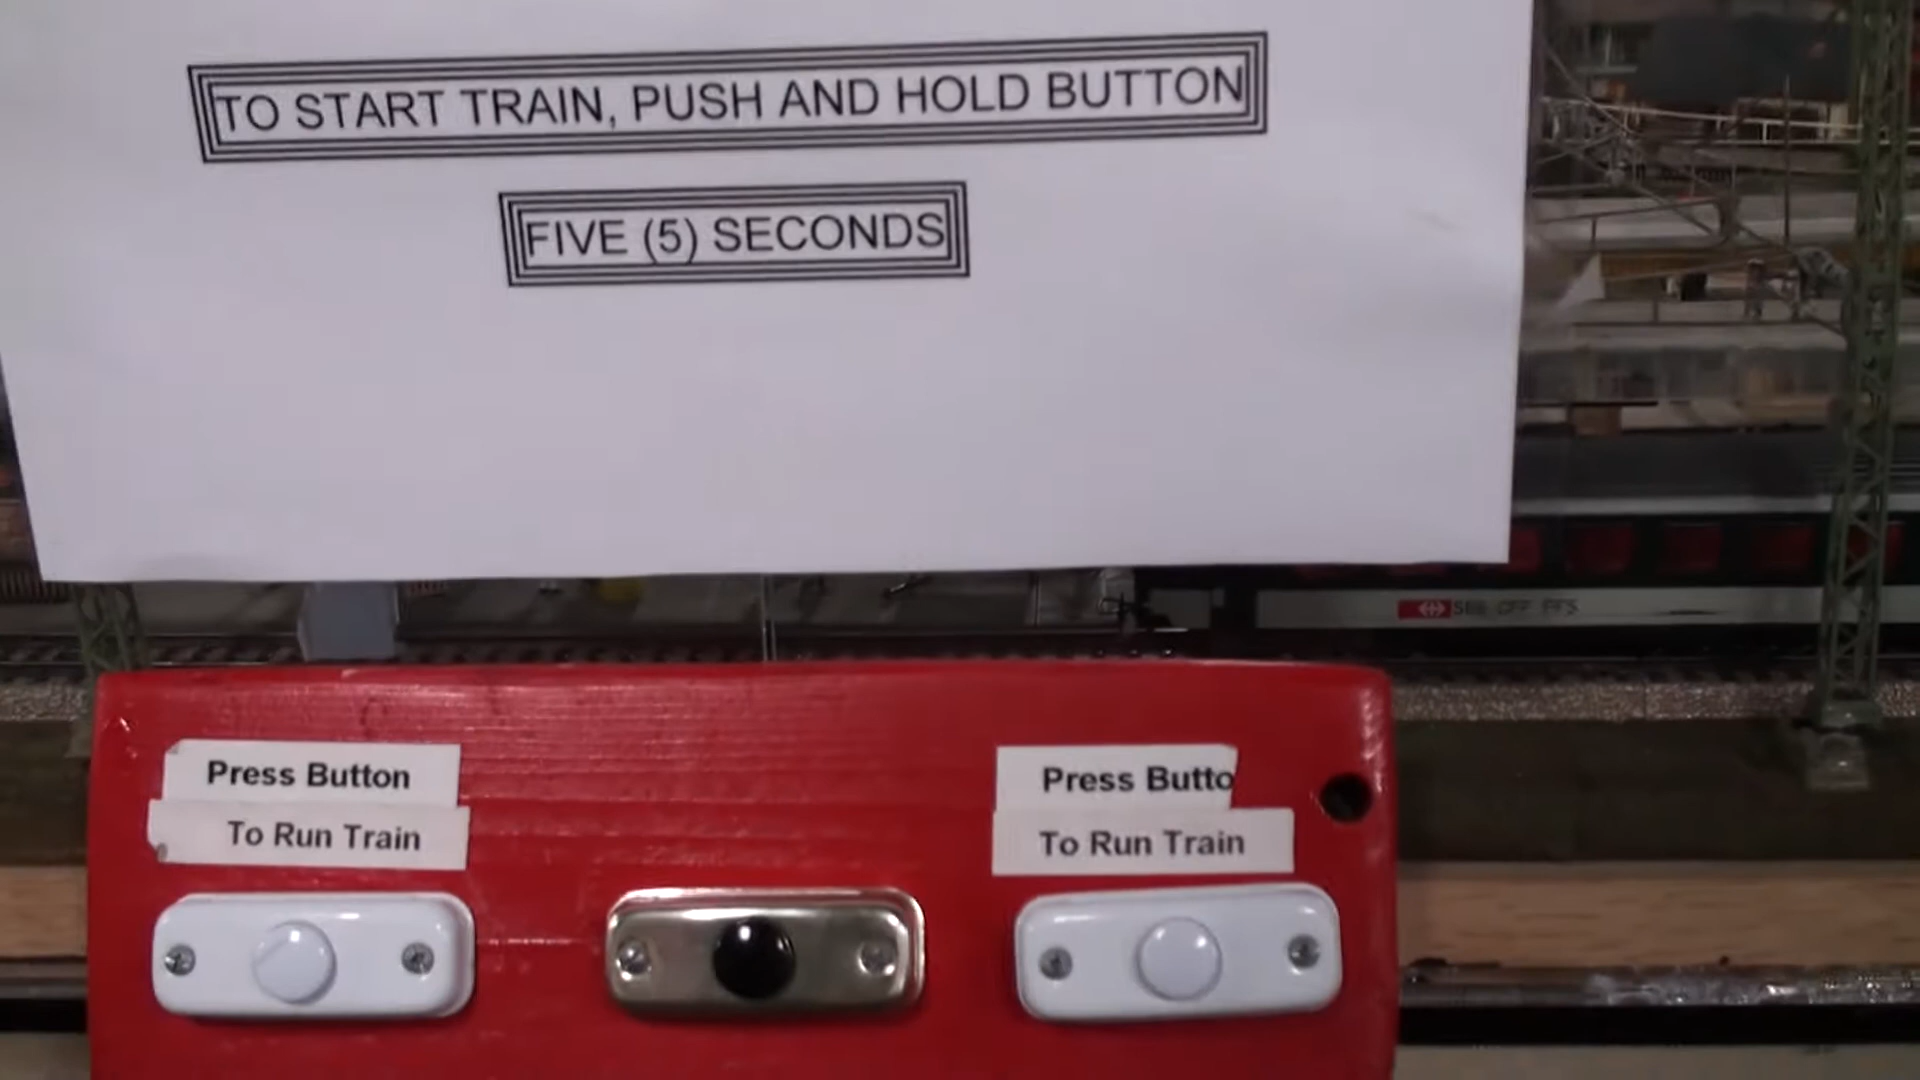 TO START TRAIN, PUSH AND HOLD BUTTON
FIVE (5) SECONDS
SBB CFF FFS
Press Button
To Run Train
Press Butto
To Run Train